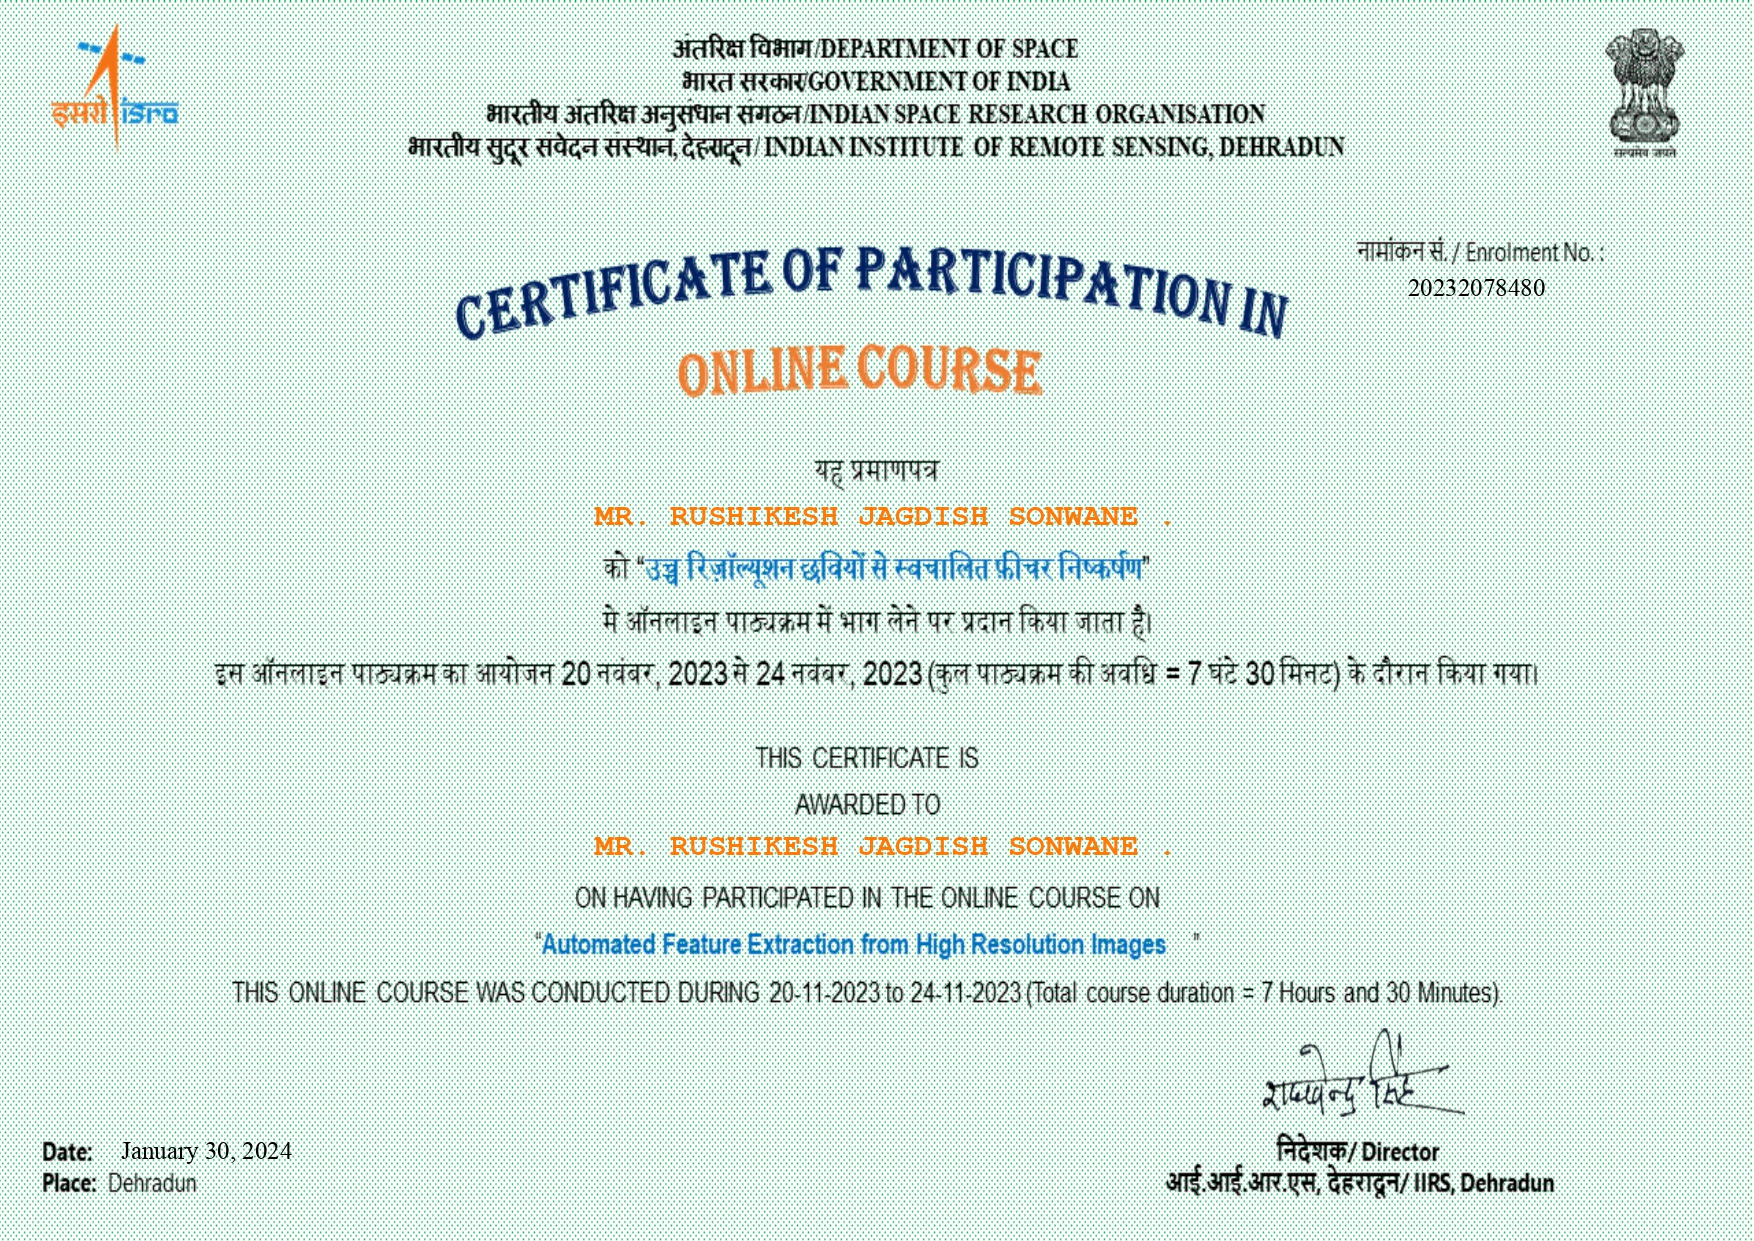 इसरो isro
अंतरिक्ष विभाग/DEPARTMENT OF SPACE
भारत सरकार/GOVERNMENT OF INDIA
भारतीय अंतरिक्ष अनुसंधान संगठन/INDIAN SPACE RESEARCH ORGANISATION
भारतीय सुदूर संवेदन संस्थान, देहरादून/ INDIAN INSTITUTE OF REMOTE SENSING, DEHRADUN
सत्यमेव जयते
नामांकन सं. / Enrolment No. :
20232078480
CERTIFICATE OF PARTICIPATION IN
ONLINE COURSE
यह प्रमाणपत्र
MR. RUSHIKESH JAGDISH SONWANE .
को “उच्च रिज़ॉल्यूशन छवियों से स्वचालित फ़ीचर निष्कर्षण”
मे ऑनलाइन पाठ्यक्रम में भाग लेने पर प्रदान किया जाता है।
इस ऑनलाइन पाठ्यक्रम का आयोजन 20 नवंबर, 2023 से 24 नवंबर, 2023 (कुल पाठ्यक्रम की अवधि = 7 घंटे 30 मिनट) के दौरान किया गया।
THIS CERTIFICATE IS
AWARDED TO
MR. RUSHIKESH JAGDISH SONWANE .
ON HAVING PARTICIPATED IN THE ONLINE COURSE ON
“Automated Feature Extraction from High Resolution Images ”
THIS ONLINE COURSE WAS CONDUCTED DURING 20-11-2023 to 24-11-2023 (Total course duration = 7 Hours and 30 Minutes).
Date: January 30, 2024
Place: Dehradun
निदेशक/ Director
आई.आई.आर.एस, देहरादून/ IIRS, Dehradun